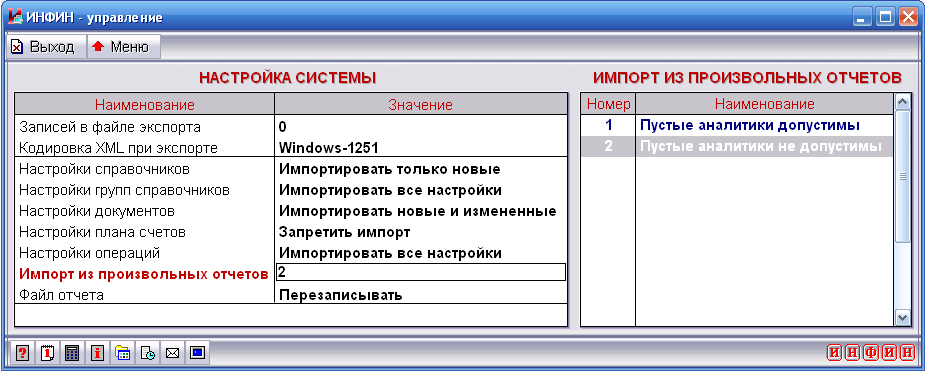 ИНФИН - управление
Выход Меню
НАСТРОЙКА СИСТЕМЫ
Наименование Значение
Записей в файле экспорта 0
Кодировка XML при экспорте Windows-1251
Настройки справочников Импортировать только новые
Настройки групп справочников Импортировать все настройки
Настройки документов Импортировать новые и измененные
Настройки плана счетов Запретить импорт
Настройки операций Импортировать все настройки
Импорт из произвольных отчетов 2
Файл отчета Перезаписывать
ИМПОРТ ИЗ ПРОИЗВОЛЬНЫХ ОТЧЕТОВ
Номер Наименование
1 Пустые аналитики допустимы
2 Пустые аналитики не допустимы
ИНФИН